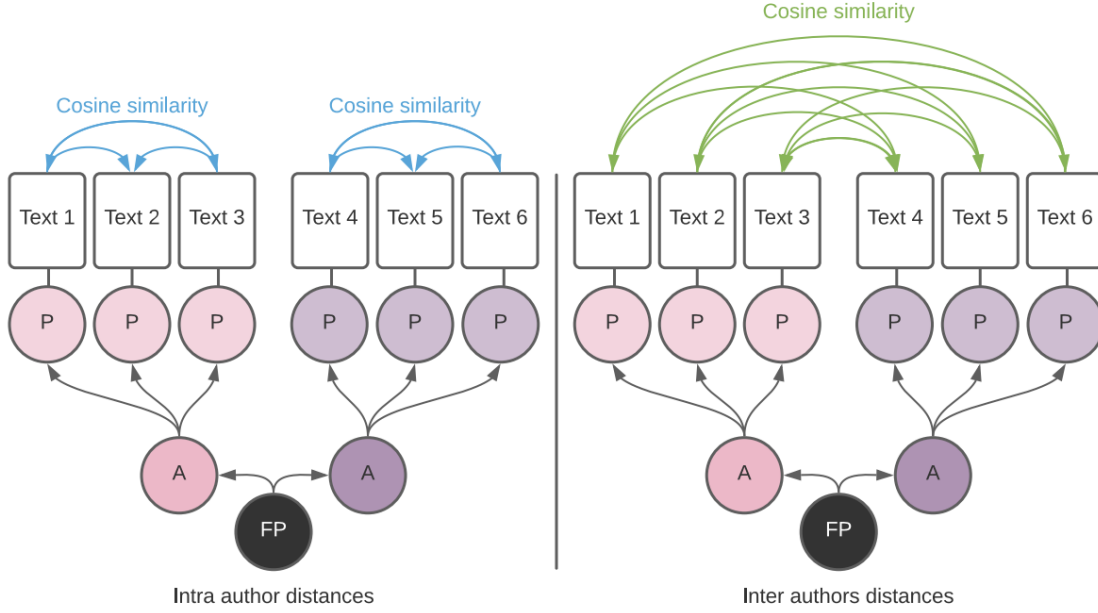 Cosine similarity
Cosine similarity
Cosine similarity
Text 1
Text 2
Text 3
Text 4
Text 5
Text 6
Text 1
Text 2
Text 3
Text 4
Text 5
Text 6
P
P
P
P
P
P
P
P
P
P
P
P
A
A
A
A
FP
FP
Intra author distances
Inter authors distances